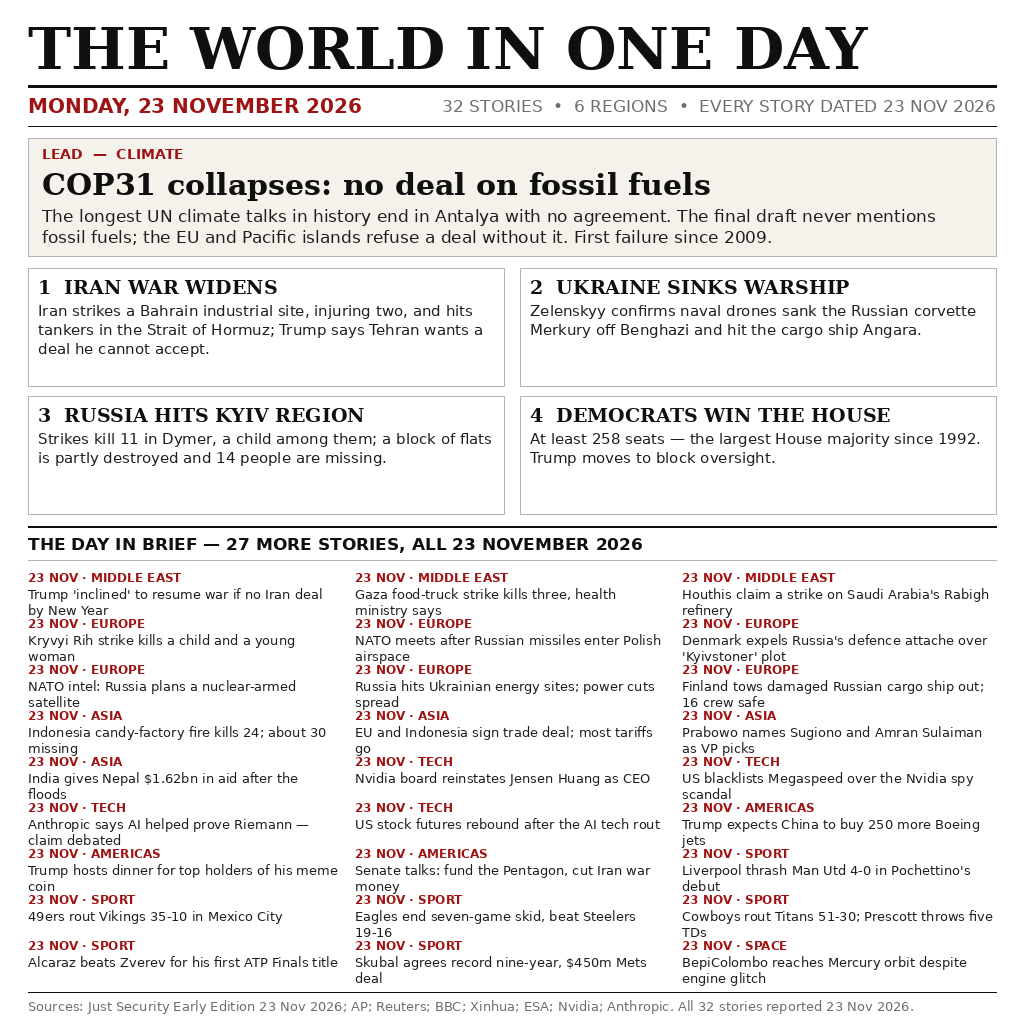 THE WORLD IN ONE DAY
MONDAY, 23 NOVEMBER 2026
32 STORIES • 6 REGIONS • EVERY STORY DATED 23 NOV 2026
LEAD — CLIMATE
COP31 collapses: no deal on fossil fuels
The longest UN climate talks in history end in Antalya with no agreement. The final draft never mentions
fossil fuels; the EU and Pacific islands refuse a deal without it. First failure since 2009.
1 IRAN WAR WIDENS
Iran strikes a Bahrain industrial site, injuring two, and hits
tankers in the Strait of Hormuz; Trump says Tehran wants a
deal he cannot accept.
2 UKRAINE SINKS WARSHIP
Zelenskyy confirms naval drones sank the Russian corvette
Merkury off Benghazi and hit the cargo ship Angara.
3 RUSSIA HITS KYIV REGION
Strikes kill 11 in Dymer, a child among them; a block of flats
is partly destroyed and 14 people are missing.
4 DEMOCRATS WIN THE HOUSE
At least 258 seats — the largest House majority since 1992.
Trump moves to block oversight.
THE DAY IN BRIEF — 27 MORE STORIES, ALL 23 NOVEMBER 2026
23 NOV · MIDDLE EAST
Trump 'inclined' to resume war if no Iran deal
by New Year
23 NOV · MIDDLE EAST
Gaza food-truck strike kills three, health
ministry says
23 NOV · MIDDLE EAST
Houthis claim a strike on Saudi Arabia's Rabigh
refinery
23 NOV · EUROPE
Kryvyi Rih strike kills a child and a young
woman
23 NOV · EUROPE
NATO meets after Russian missiles enter Polish
airspace
23 NOV · EUROPE
Denmark expels Russia's defence attache over
'Kyivstoner' plot
23 NOV · EUROPE
NATO intel: Russia plans a nuclear-armed
satellite
23 NOV · EUROPE
Russia hits Ukrainian energy sites; power cuts
spread
23 NOV · EUROPE
Finland tows damaged Russian cargo ship out;
16 crew safe
23 NOV · ASIA
Indonesia candy-factory fire kills 24; about 30
missing
23 NOV · ASIA
EU and Indonesia sign trade deal; most tariffs
go
23 NOV · ASIA
Prabowo names Sugiono and Amran Sulaiman
as VP picks
23 NOV · ASIA
India gives Nepal $1.62bn in aid after the
floods
23 NOV · TECH
Nvidia board reinstates Jensen Huang as CEO
23 NOV · TECH
US blacklists Megaspeed over the Nvidia spy
scandal
23 NOV · TECH
Anthropic says AI helped prove Riemann —
claim debated
23 NOV · TECH
US stock futures rebound after the AI tech rout
23 NOV · AMERICAS
Trump expects China to buy 250 more Boeing
jets
23 NOV · AMERICAS
Trump hosts dinner for top holders of his meme
coin
23 NOV · AMERICAS
Senate talks: fund the Pentagon, cut Iran war
money
23 NOV · SPORT
Liverpool thrash Man Utd 4-0 in Pochettino's
debut
23 NOV · SPORT
49ers rout Vikings 35-10 in Mexico City
23 NOV · SPORT
Eagles end seven-game skid, beat Steelers
19-16
23 NOV · SPORT
Cowboys rout Titans 51-30; Prescott throws five
TDs
23 NOV · SPORT
Alcaraz beats Zverev for his first ATP Finals title
23 NOV · SPORT
Skubal agrees record nine-year, $450m Mets
deal
23 NOV · SPACE
BepiColombo reaches Mercury orbit despite
engine glitch
Sources: Just Security Early Edition 23 Nov 2026; AP; Reuters; BBC; Xinhua; ESA; Nvidia; Anthropic. All 32 stories reported 23 Nov 2026.